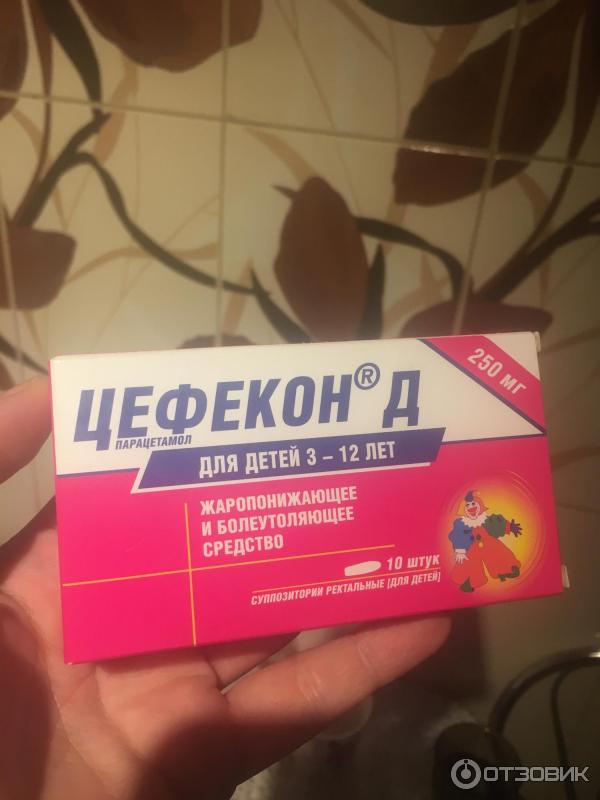 ЦЕФЕКОН® Д
ПАРАЦЕТАМОЛ
250 мг
ДЛЯ ДЕТЕЙ 3 – 12 ЛЕТ
ЖАРОПОНИЖАЮЩЕЕ
И БОЛЕУТОЛЯЮЩЕЕ
СРЕДСТВО
10 штук
СУППОЗИТОРИИ РЕКТАЛЬНЫЕ [ДЛЯ ДЕТЕЙ]
ОТЗОВИК